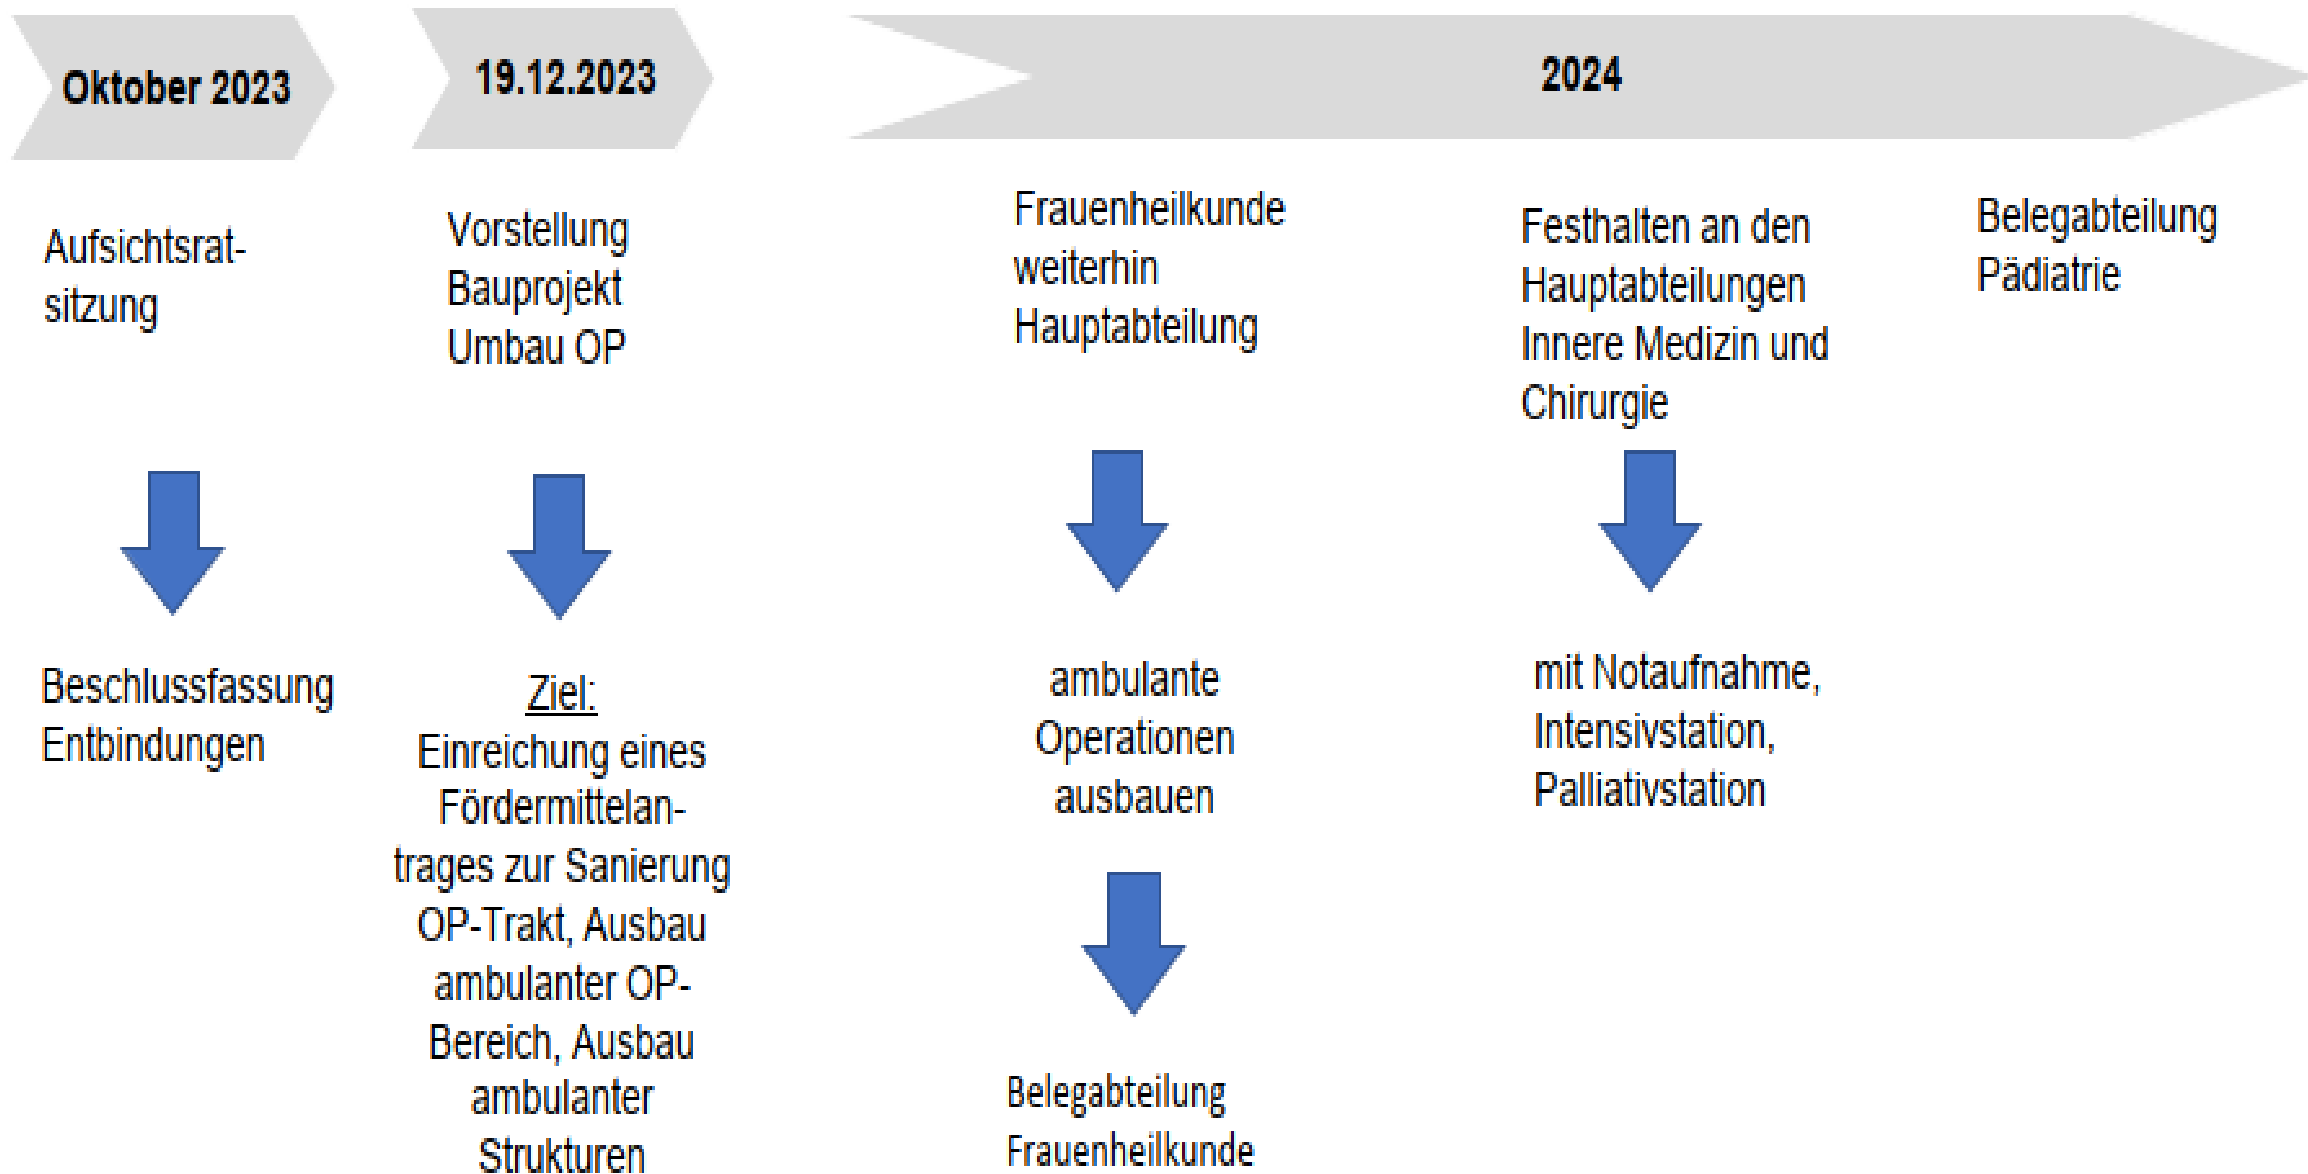 Oktober 2023
19.12.2023
2024
Aufsichtsrat-
sitzung
Beschlussfassung
Entbindungen
Vorstellung
Bauprojekt
Umbau OP
Ziel:
Einreichung eines
Fördermittelan-
trages zur Sanierung
OP-Trakt, Ausbau
ambulanter OP-
Bereich, Ausbau
ambulanter
Strukturen
Frauenheilkunde
weiterhin
Hauptabteilung
ambulante
Operationen
ausbauen
Belegabteilung
Frauenheilkunde
Festhalten an den
Hauptabteilungen
Innere Medizin und
Chirurgie
mit Notaufnahme,
Intensivstation,
Palliativstation
Belegabteilung
Pädiatrie